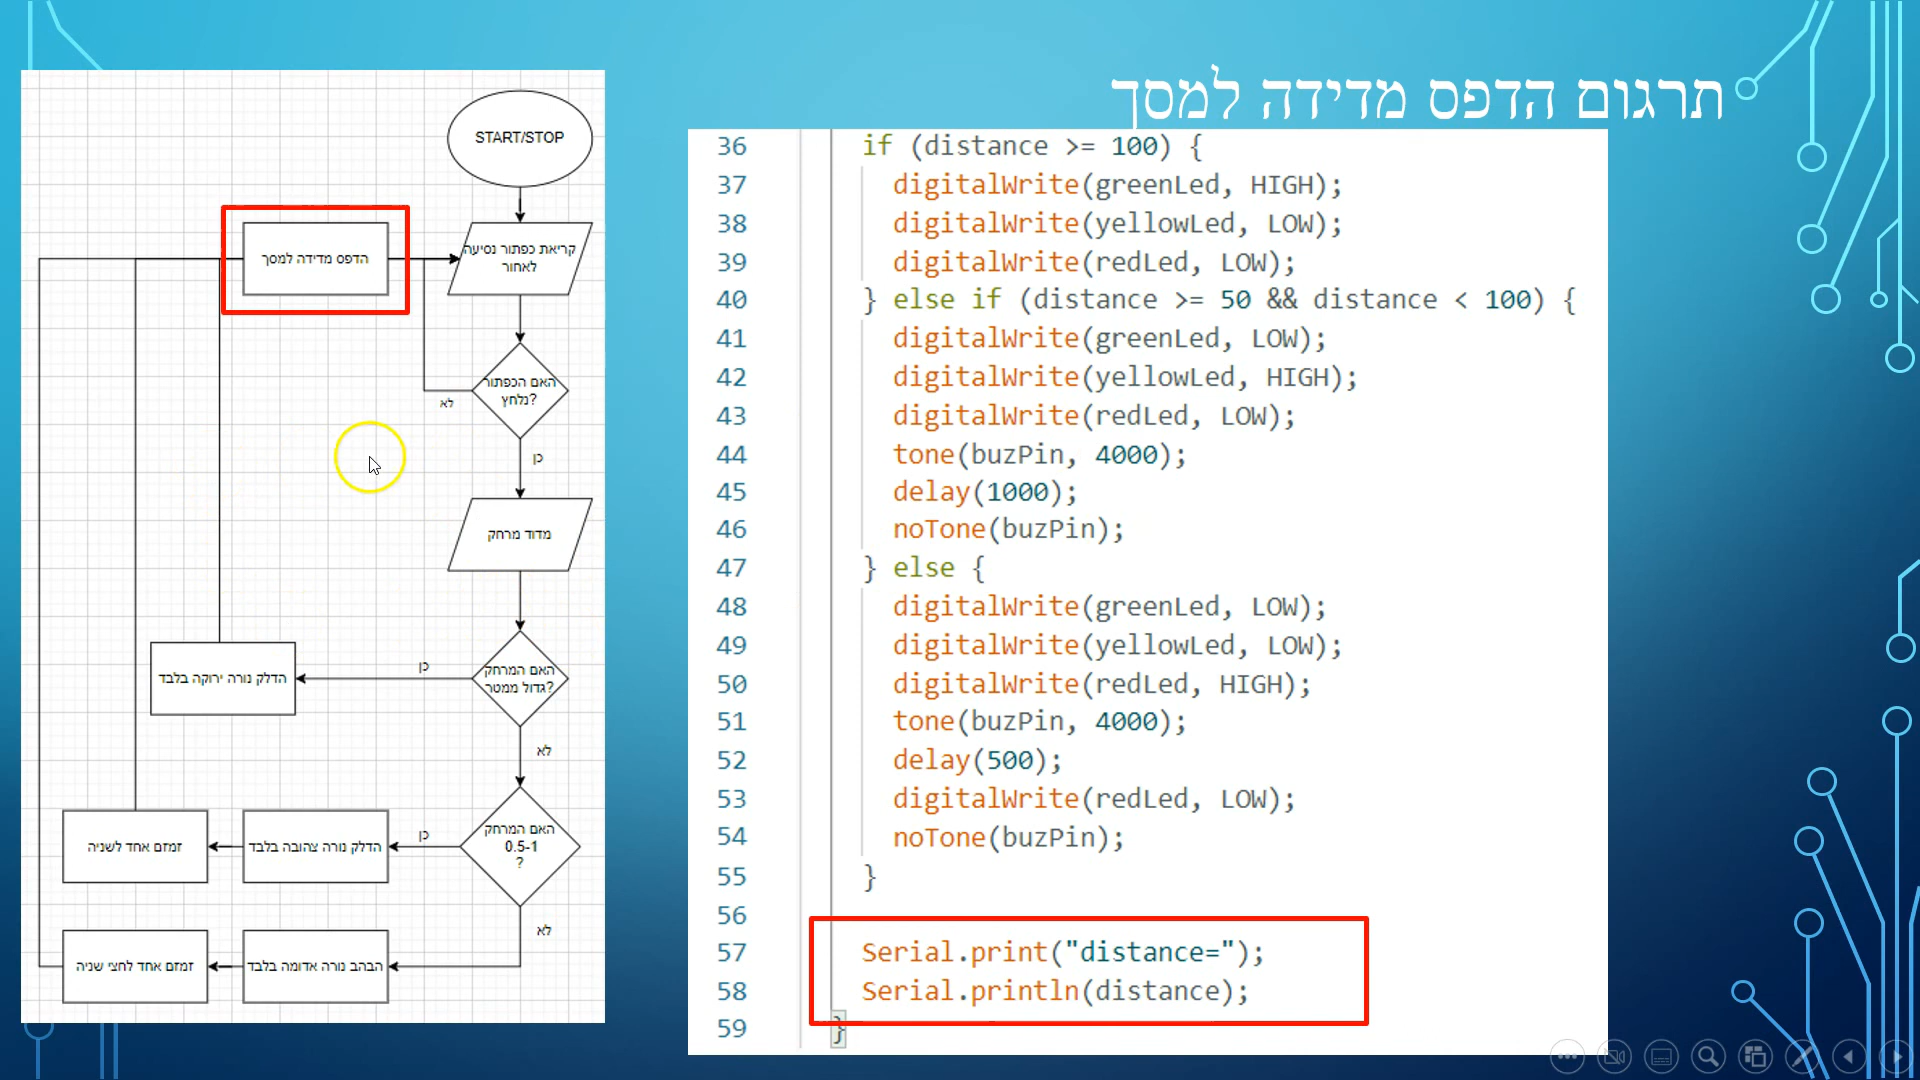 תרגום הדפס מדידה למסך
START/STOP
הדפס מדידה למסך
קריאת כפתור נסיעה
לאחור
האם הכפתור
נלחץ?
לא
כן
מדוד מרחק
האם המרחק
גדול ממטר?
כן
הדלק נורה ירוקה בלבד
לא
האם המרחק
0.5-1
?
כן
הדלק נורה צהובה בלבד
זמזם אחד לשניה
לא
הבהב נורה אדומה בלבד
זמזם אחד לחצי שניה
36 if (distance >= 100) {
37 digitalWrite(greenLed, HIGH);
38 digitalWrite(yellowLed, LOW);
39 digitalWrite(redLed, LOW);
40 } else if (distance >= 50 && distance < 100) {
41 digitalWrite(greenLed, LOW);
42 digitalWrite(yellowLed, HIGH);
43 digitalWrite(redLed, LOW);
44 tone(buzPin, 4000);
45 delay(1000);
46 noTone(buzPin);
47 } else {
48 digitalWrite(greenLed, LOW);
49 digitalWrite(yellowLed, LOW);
50 digitalWrite(redLed, HIGH);
51 tone(buzPin, 4000);
52 delay(500);
53 digitalWrite(redLed, LOW);
54 noTone(buzPin);
55 }
56
57 Serial.print("distance=");
58 Serial.println(distance);
59 }